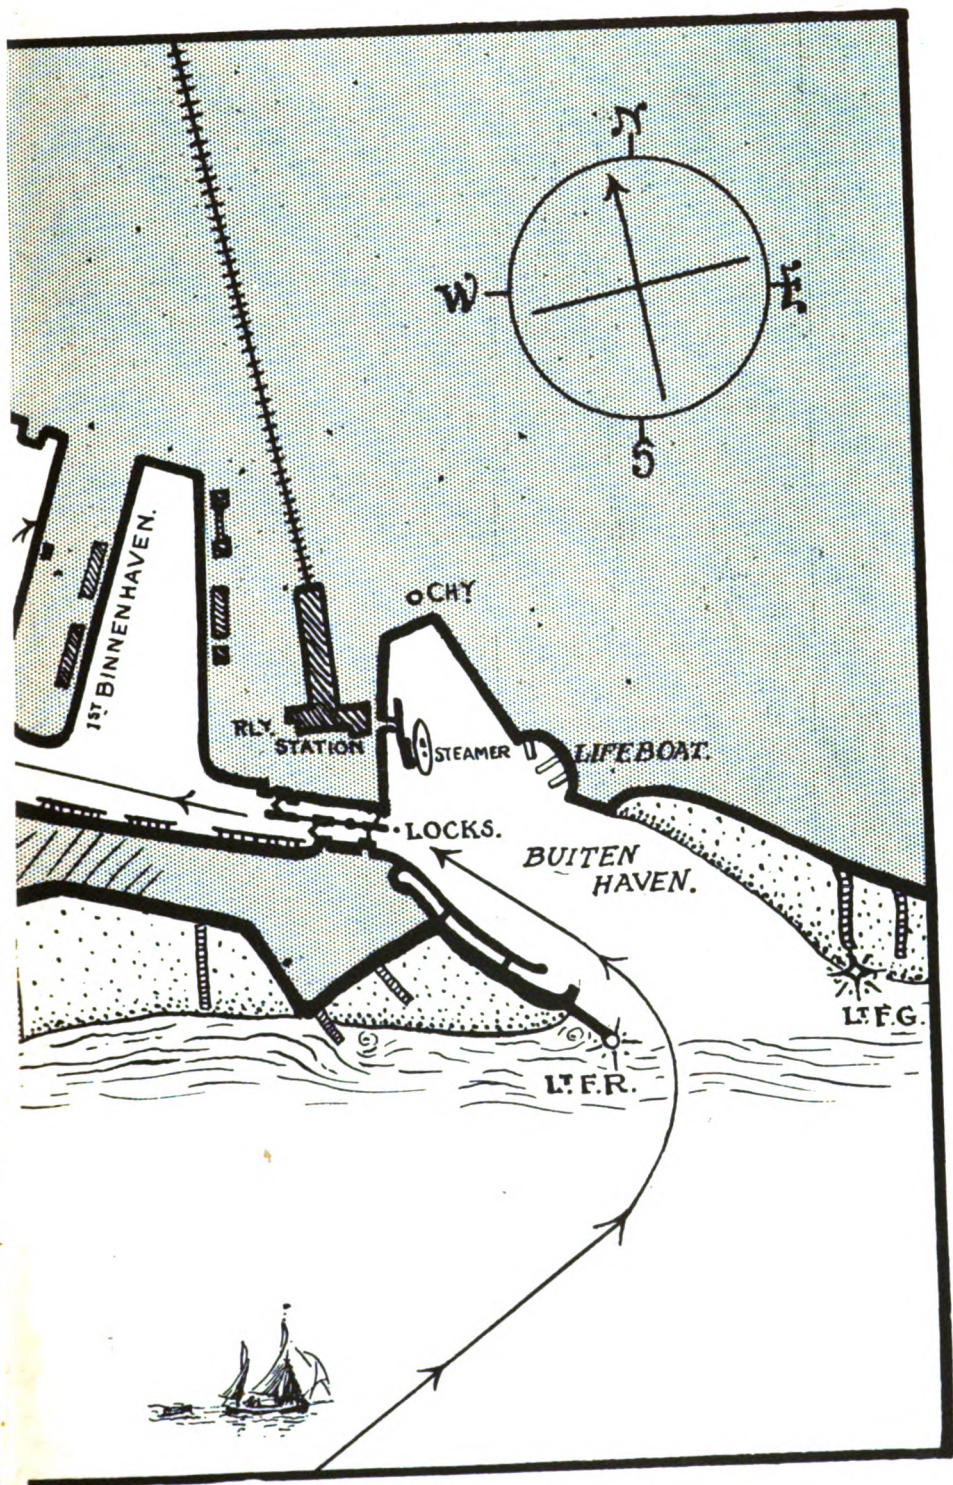 N
W
E
S
1ST BINNENHAVEN.
CHY.
RLY.
STATION
STEAMER
LIFEBOAT.
LOCKS.
BUITEN
HAVEN.
LT. F.G.
LT. F.R.